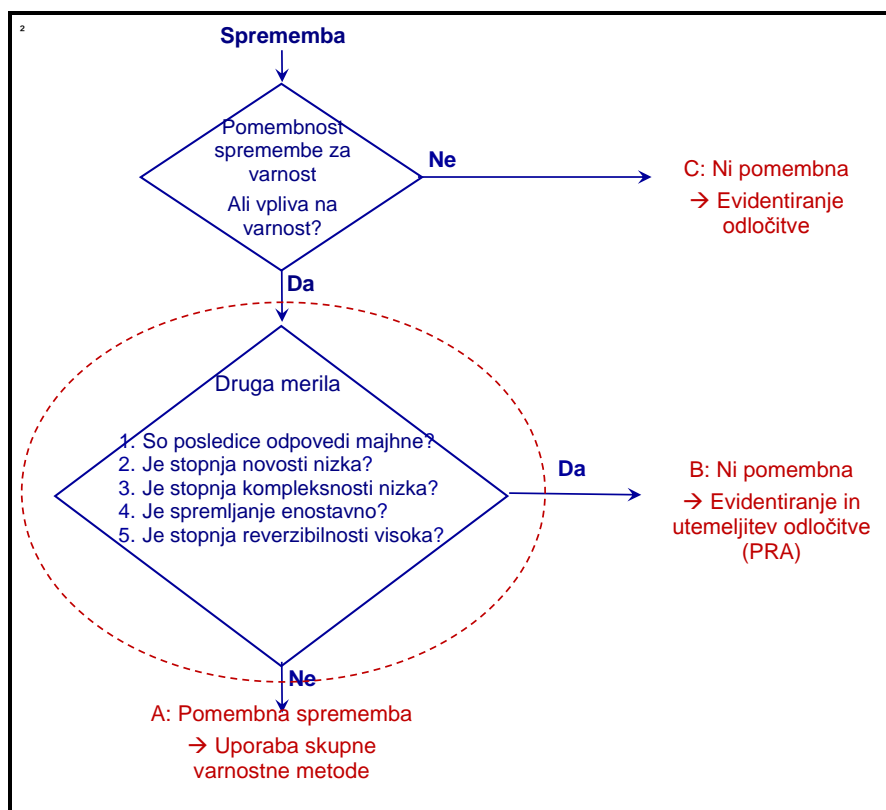 2
Sprememba
Pomembnost
spremembe za
varnost
Ali vpliva na
varnost?
Ne
C: Ni pomembna
→ Evidentiranje
odločitve
Da
Druga merila
1. So posledice odpovedi majhne?
2. Je stopnja novosti nizka?
3. Je stopnja kompleksnosti nizka?
4. Je spremljanje enostavno?
5. Je stopnja reverzibilnosti visoka?
Da
B: Ni pomembna
→ Evidentiranje in
utemeljitev odločitve
(PRA)
Ne
A: Pomembna sprememba
→ Uporaba skupne
varnostne metode